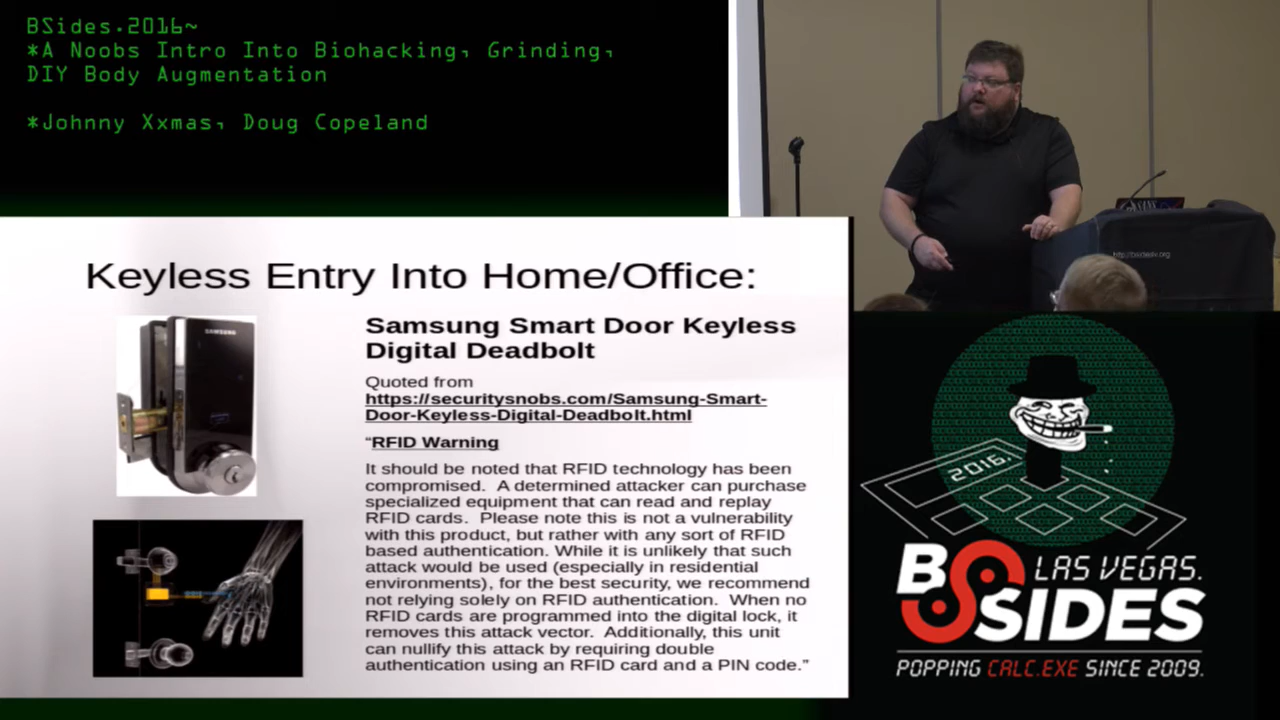 BSides.2016~
*A Noobs Intro Into Biohacking, Grinding,
DIY Body Augmentation
*Johnny Xxmas, Doug Copeland
http://bsideslv.org
Keyless Entry Into Home/Office:
SAMSUNG
Samsung Smart Door Keyless
Digital Deadbolt
Quoted from
https://securitysnobs.com/Samsung-Smart-
Door-Keyless-Digital-Deadbolt.html
“RFID Warning
It should be noted that RFID technology has been
compromised.  A determined attacker can purchase
specialized equipment that can read and replay
RFID cards.  Please note this is not a vulnerability
with this product, but rather with any sort of RFID
based authentication. While it is unlikely that such
attack would be used (especially in residential
environments), for the best security, we recommend
not relying solely on RFID authentication.  When no
RFID cards are programmed into the digital lock, it
removes this attack vector.  Additionally, this unit
can nullify this attack by requiring double
authentication using an RFID card and a PIN code.”
2016.
BSIDES
LAS VEGAS.
POPPING CALC.EXE SINCE 2009.